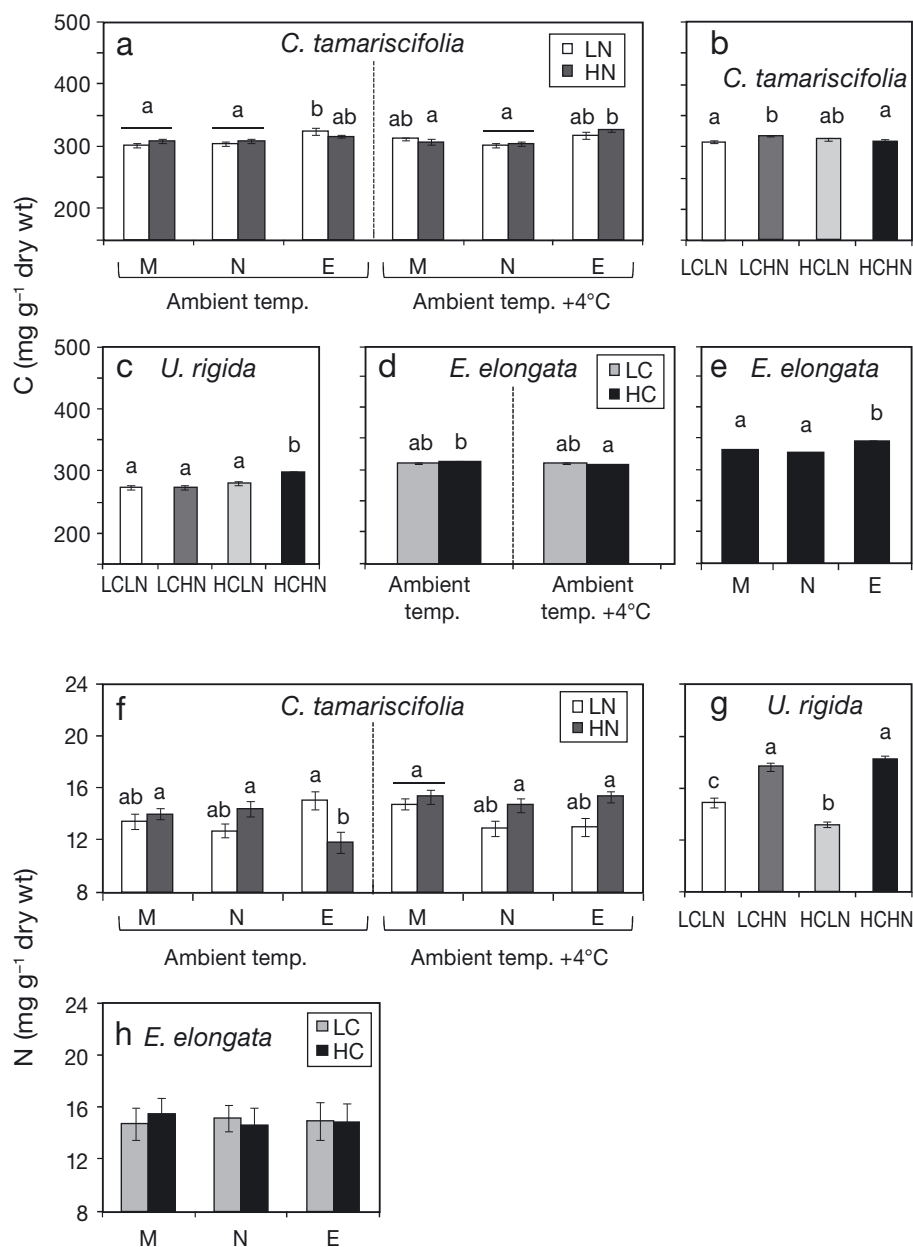 C (mg g⁻¹ dry wt)
500
400
300
200
a
C. tamariscifolia
LN
HN
a
a
b
ab
ab
a
a
ab
b
M
N
E
M
N
E
Ambient temp.
Ambient temp. +4°C
b
C. tamariscifolia
a
b
ab
a
LCLN
LCHN
HCLN
HCHN
500
400
300
200
c
U. rigida
a
a
a
b
LCLN
LCHN
HCLN
HCHN
d
E. elongata
LC
HC
ab
b
ab
a
Ambient
temp.
Ambient
temp. +4°C
e
E. elongata
a
a
b
M
N
E
N (mg g⁻¹ dry wt)
24
20
16
12
8
f
C. tamariscifolia
LN
HN
ab
a
ab
a
a
b
a
ab
a
ab
a
M
N
E
M
N
E
Ambient temp.
Ambient temp. +4°C
g
U. rigida
c
a
b
a
LCLN
LCHN
HCLN
HCHN
24
20
16
12
8
h
E. elongata
LC
HC
M
N
E